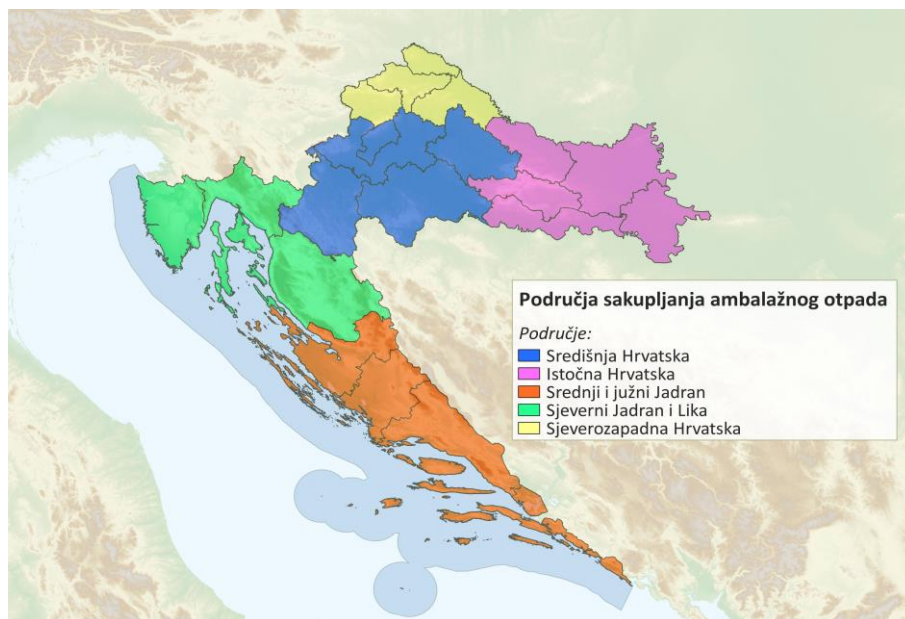 Područja sakupljanja ambalažnog otpada
Područje:
Središnja Hrvatska
Istočna Hrvatska
Srednji i južni Jadran
Sjeverni Jadran i Lika
Sjeverozapadna Hrvatska